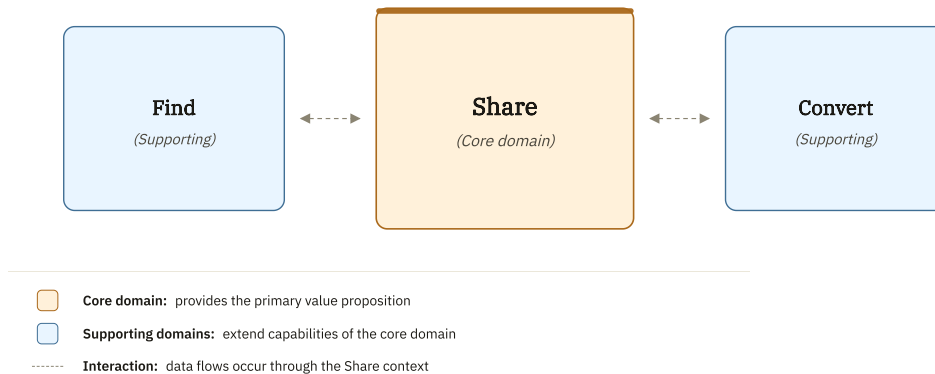 Find
(Supporting)
Share
(Core domain)
Convert
(Supporting)
Core domain: provides the primary value proposition
Supporting domains: extend capabilities of the core domain
Interaction: data flows occur through the Share context